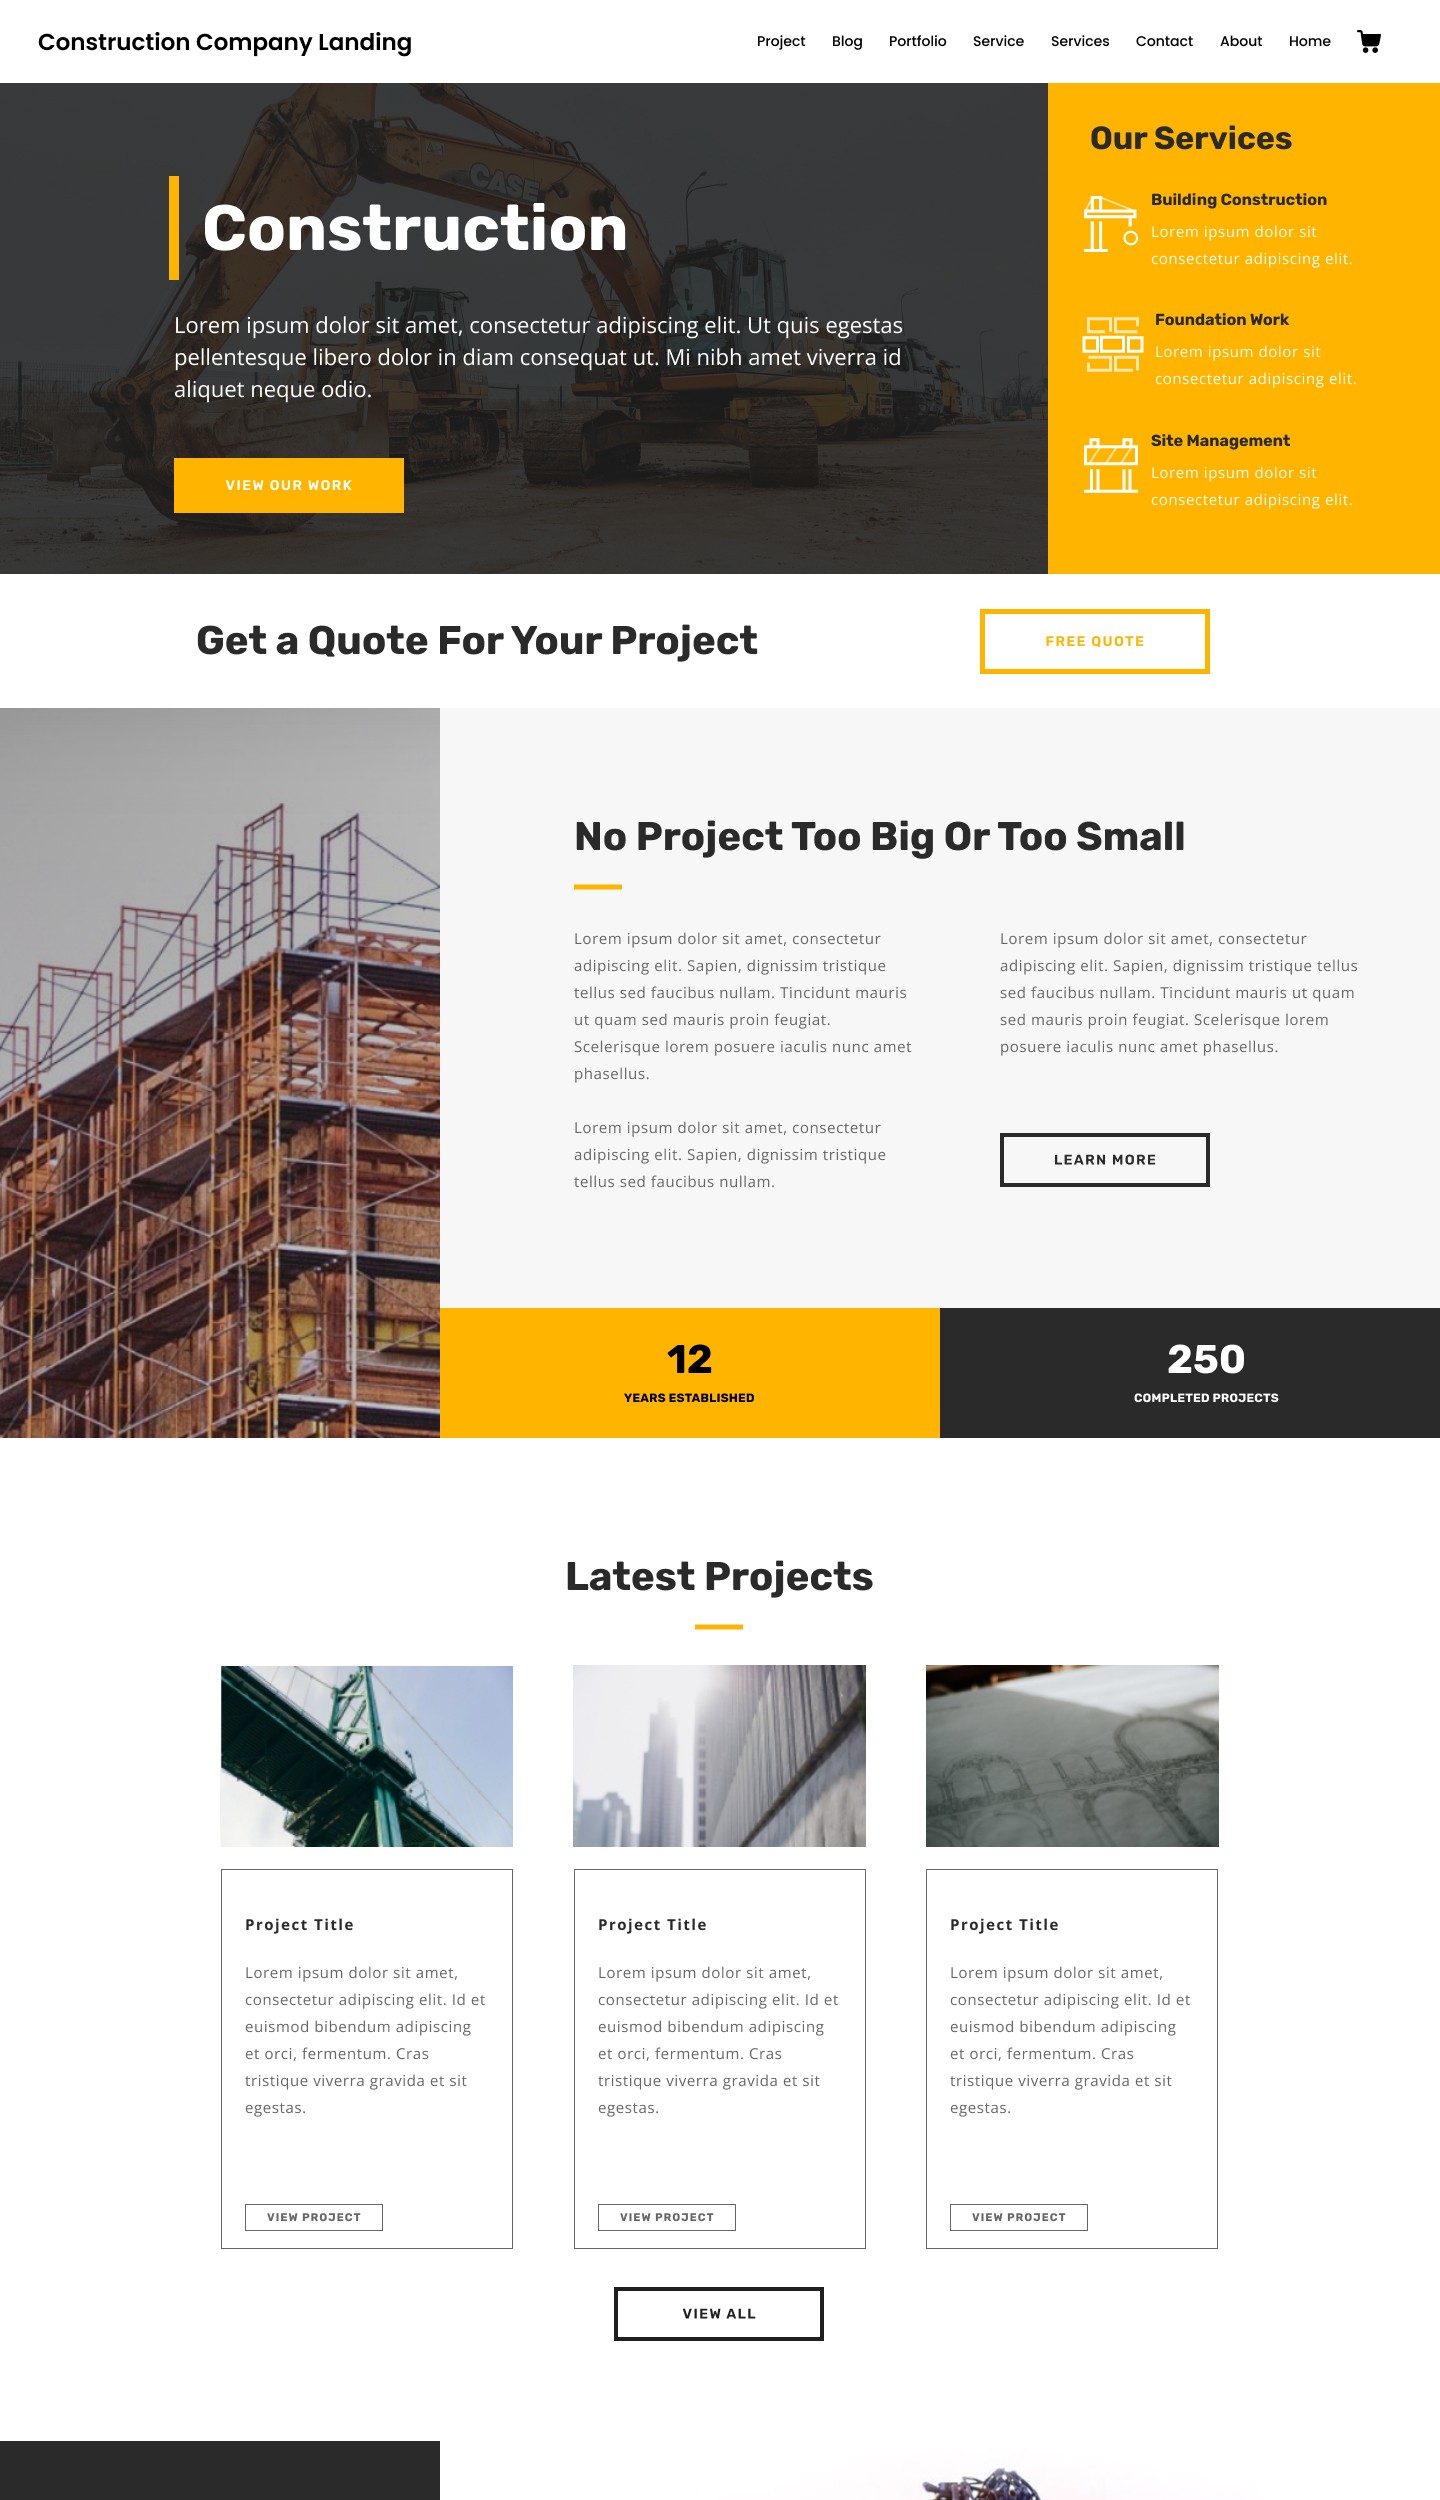 Construction Company Landing
Project Blog Portfolio Service Services Contact About Home
CASE
Construction
Lorem ipsum dolor sit amet, consectetur adipiscing elit. Ut quis egestas
pellentesque libero dolor in diam consequat ut. Mi nibh amet viverra id
aliquet neque odio.
VIEW OUR WORK
Our Services
Building Construction
Lorem ipsum dolor sit
consectetur adipiscing elit.
Foundation Work
Lorem ipsum dolor sit
consectetur adipiscing elit.
Site Management
Lorem ipsum dolor sit
consectetur adipiscing elit.
Get a Quote For Your Project
FREE QUOTE
No Project Too Big Or Too Small
Lorem ipsum dolor sit amet, consectetur
adipiscing elit. Sapien, dignissim tristique
tellus sed faucibus nullam. Tincidunt mauris
ut quam sed mauris proin feugiat.
Scelerisque lorem posuere iaculis nunc amet
phasellus.
Lorem ipsum dolor sit amet, consectetur
adipiscing elit. Sapien, dignissim tristique
tellus sed faucibus nullam.
Lorem ipsum dolor sit amet, consectetur
adipiscing elit. Sapien, dignissim tristique tellus
sed faucibus nullam. Tincidunt mauris ut quam
sed mauris proin feugiat. Scelerisque lorem
posuere iaculis nunc amet phasellus.
LEARN MORE
12
YEARS ESTABLISHED
250
COMPLETED PROJECTS
Latest Projects
Project Title
Lorem ipsum dolor sit amet,
consectetur adipiscing elit. Id et
euismod bibendum adipiscing
et orci, fermentum. Cras
tristique viverra gravida et sit
egestas.
VIEW PROJECT
Project Title
Lorem ipsum dolor sit amet,
consectetur adipiscing elit. Id et
euismod bibendum adipiscing
et orci, fermentum. Cras
tristique viverra gravida et sit
egestas.
VIEW PROJECT
Project Title
Lorem ipsum dolor sit amet,
consectetur adipiscing elit. Id et
euismod bibendum adipiscing
et orci, fermentum. Cras
tristique viverra gravida et sit
egestas.
VIEW PROJECT
VIEW ALL